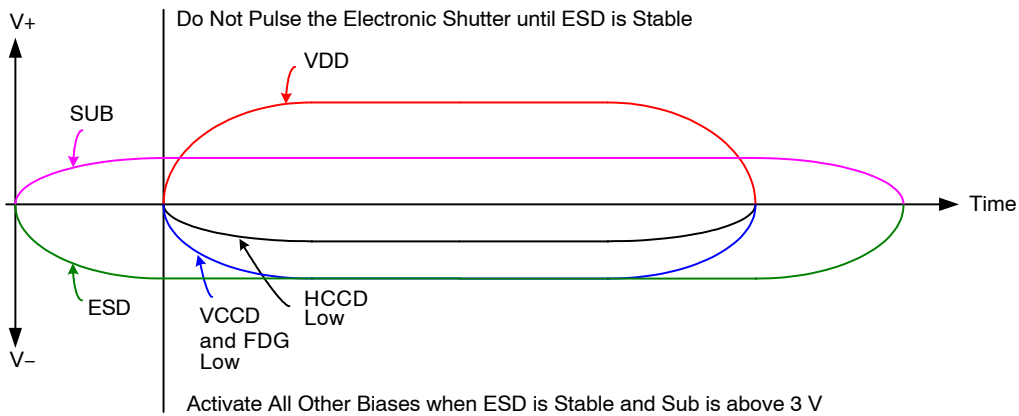 V+
Do Not Pulse the Electronic Shutter until ESD is Stable
VDD
SUB
Time
ESD
VCCD
and FDG
Low
HCCD
Low
V−
Activate All Other Biases when ESD is Stable and Sub is above 3 V